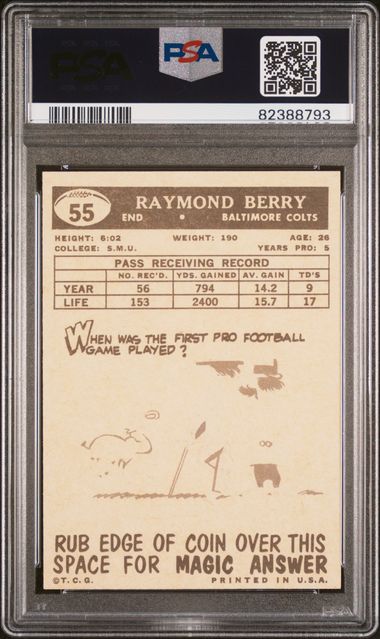 PSA
PSA
82388793
55
RAYMOND BERRY
END • BALTIMORE COLTS
HEIGHT: 6:02 WEIGHT: 190 AGE: 26
COLLEGE: S.M.U. YEARS PRO: 5
PASS RECEIVING RECORD
NO. REC'D. YDS. GAINED AV. GAIN TD'S
YEAR 56 794 14.2 9
LIFE 153 2400 15.7 17
WHEN WAS THE FIRST PRO FOOTBALL
GAME PLAYED?
RUB EDGE OF COIN OVER THIS
SPACE FOR MAGIC ANSWER
©T.C.G. PRINTED IN U.S.A.